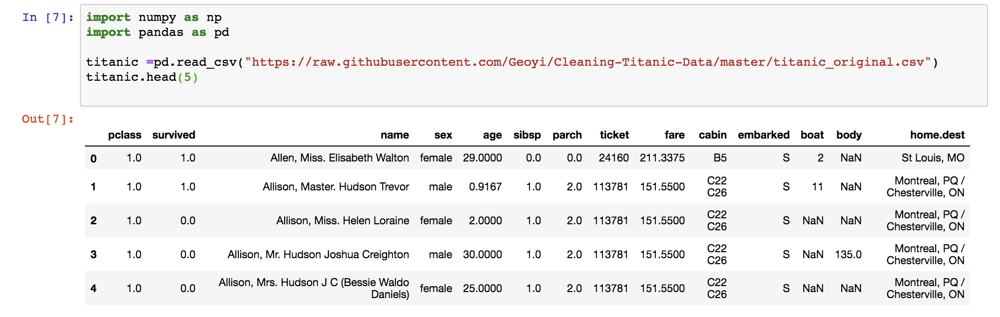 In [7]:
import numpy as np
import pandas as pd
titanic =pd.read_csv("https://raw.githubusercontent.com/Geoyi/Cleaning-Titanic-Data/master/titanic_original.csv")
titanic.head(5)
Out[7]:
pclass survived name sex age sibsp parch ticket fare cabin embarked boat body home.dest
0 1.0 1.0 Allen, Miss. Elisabeth Walton female 29.0000 0.0 0.0 24160 211.3375 B5 S 2 NaN St Louis, MO
1 1.0 1.0 Allison, Master. Hudson Trevor male 0.9167 1.0 2.0 113781 151.5500 C22 C26 S 11 NaN Montreal, PQ / Chesterville, ON
2 1.0 0.0 Allison, Miss. Helen Loraine female 2.0000 1.0 2.0 113781 151.5500 C22 C26 S NaN NaN Montreal, PQ / Chesterville, ON
3 1.0 0.0 Allison, Mr. Hudson Joshua Creighton male 30.0000 1.0 2.0 113781 151.5500 C22 C26 S NaN 135.0 Montreal, PQ / Chesterville, ON
4 1.0 0.0 Allison, Mrs. Hudson J C (Bessie Waldo Daniels) female 25.0000 1.0 2.0 113781 151.5500 C22 C26 S NaN NaN Montreal, PQ / Chesterville, ON